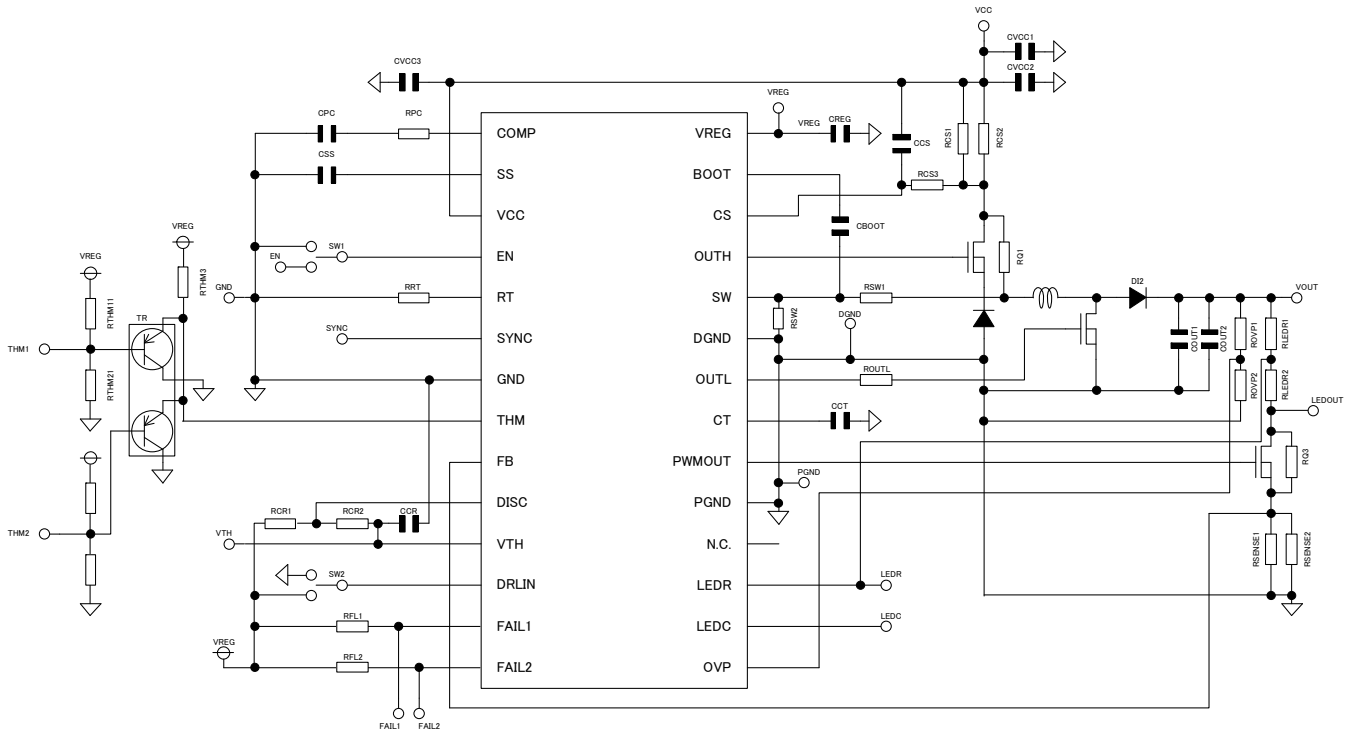 VCC
CVCC1
CVCC2
CVCC3
VREG
CPC
RPC
COMP
VREG
VREG
CREG
CCS
RCS1
RCS2
CSS
SS
BOOT
RCS3
VCC
CS
CBOOT
VREG
SW1
EN
EN
OUTH
RQ1
VREG
RTHM3
GND
RRT
RT
SW
RSW1
DI2
VOUT
RTHM11
TR
SYNC
SYNC
DGND
RSW2
DGND
COUT1
COUT2
ROVP1
RLEDR1
THM1
RTHM21
GND
OUTL
ROUTL
ROVP2
RLEDR2
THM
CT
CCT
LEDOUT
FB
PWMOUT
RQ3
PGND
DISC
PGND
RCR1
RCR2
CCR
THM2
VTH
VTH
N.C.
RSENSE1
RSENSE2
SW2
DRLIN
LEDR
LEDR
RFL1
FAIL1
LEDC
LEDC
VREG
RFL2
FAIL2
OVP
FAIL1
FAIL2